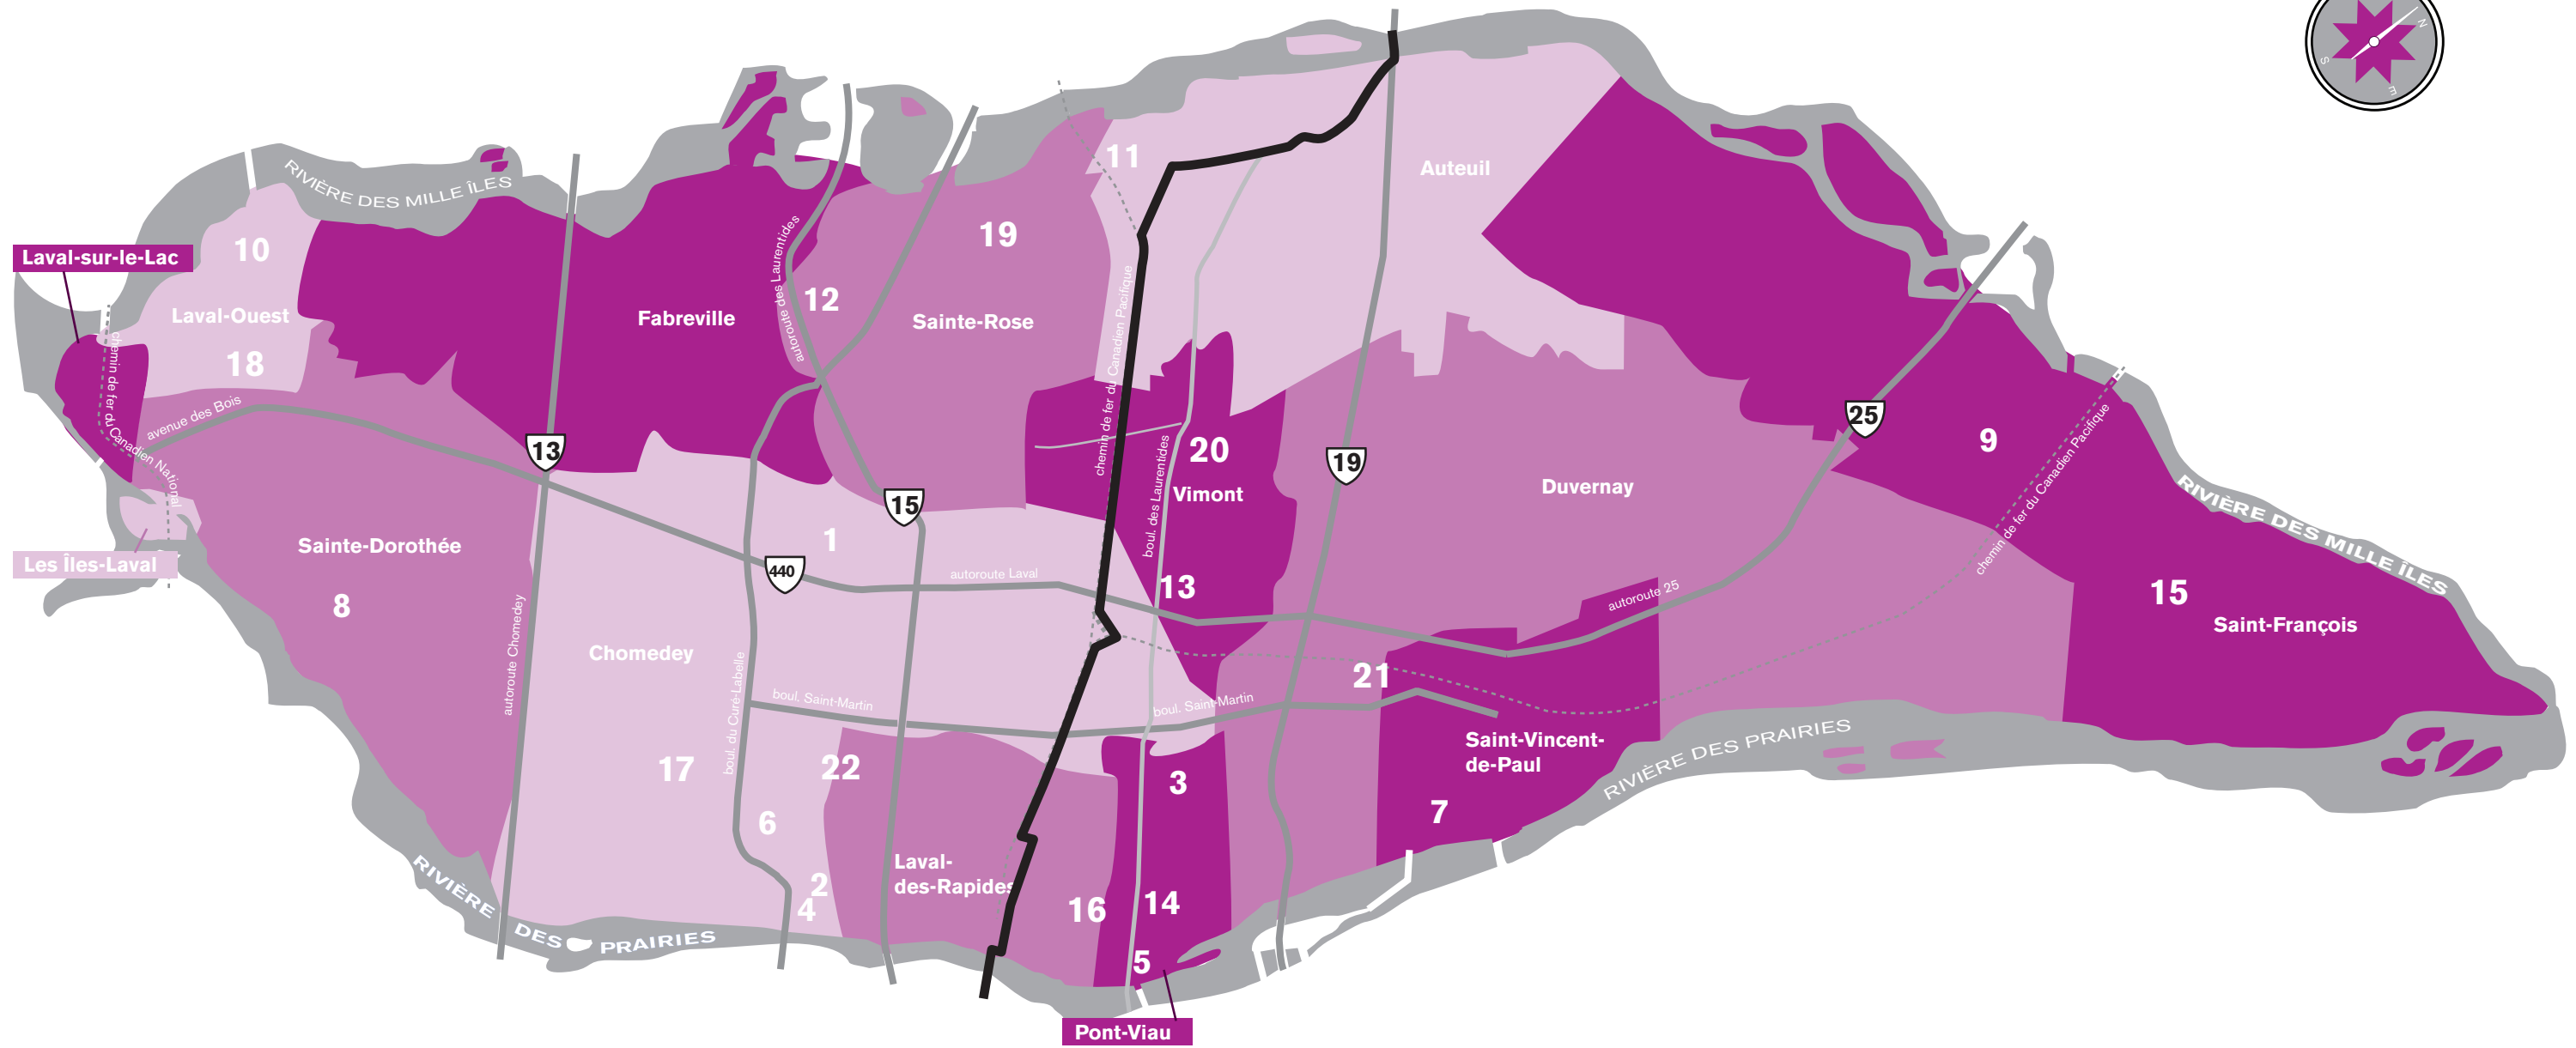 N
S
E
RIVIÈRE DES MILLE ÎLES
11
Auteuil
10
Laval-sur-le-Lac
19
autoroute des Laurentides
12
Laval-Ouest
Fabreville
Sainte-Rose
chemin de fer du Canadien Pacifique
18
chemin de fer du Canadien National
avenue des Bois
13
20
Vimont
boul. des Laurentides
19
25
9
chemin de fer du Canadien Pacifique
RIVIÈRE DES MILLE ÎLES
15
Duvernay
Sainte-Dorothée
1
Les Îles-Laval
440
autoroute Laval
13
autoroute 25
15
Saint-François
8
autoroute Chomedey
Chomedey
boul. du Curé-Labelle
boul. Saint-Martin
boul. Saint-Martin
21
Saint-Vincent-
de-Paul
RIVIÈRE DES PRAIRIES
17
22
3
7
6
Laval-
des-Rapides
2
4
16
14
5
RIVIÈRE DES PRAIRIES
Pont-Viau